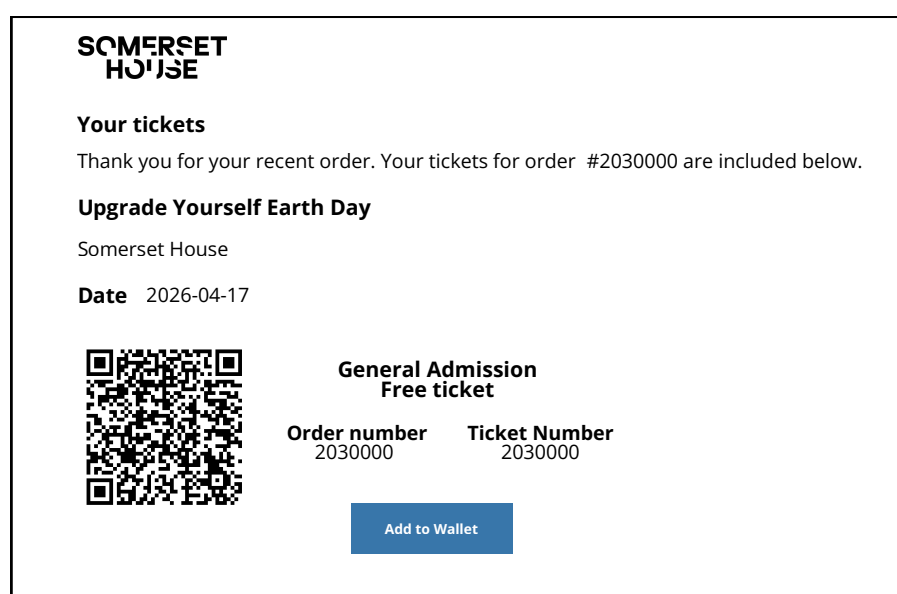 SOMERSET
HOUSE
Your tickets
Thank you for your recent order. Your tickets for order #2030000 are included below.
Upgrade Yourself Earth Day
Somerset House
Date 2026-04-17
General Admission
Free ticket
Order number Ticket Number
2030000 2030000
Add to Wallet